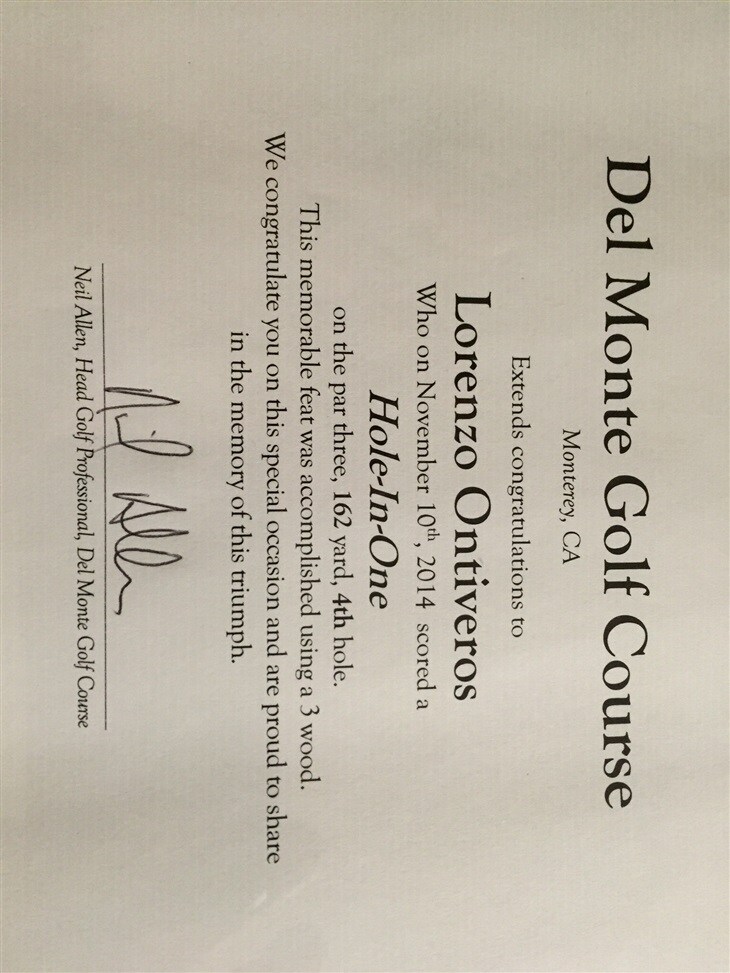 Del Monte Golf Course
Monterey, CA
Extends congratulations to
Lorenzo Ontiveros
Who on November 10th, 2014 scored a
Hole-In-One
on the par three, 162 yard, 4th hole.
This memorable feat was accomplished using a 3 wood.
We congratulate you on this special occasion and are proud to share
in the memory of this triumph.
Neil Allen
Neil Allen, Head Golf Professional, Del Monte Golf Course